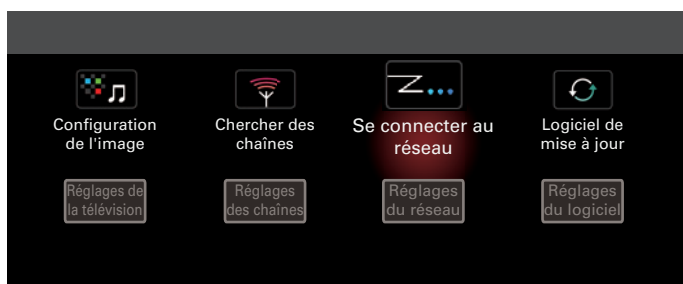 Configuration
de l'image
Chercher des
chaînes
Se connecter au
réseau
Logiciel de
mise à jour
Réglages de
la télévision
Réglages
des chaînes
Réglages
du réseau
Réglages
du logiciel